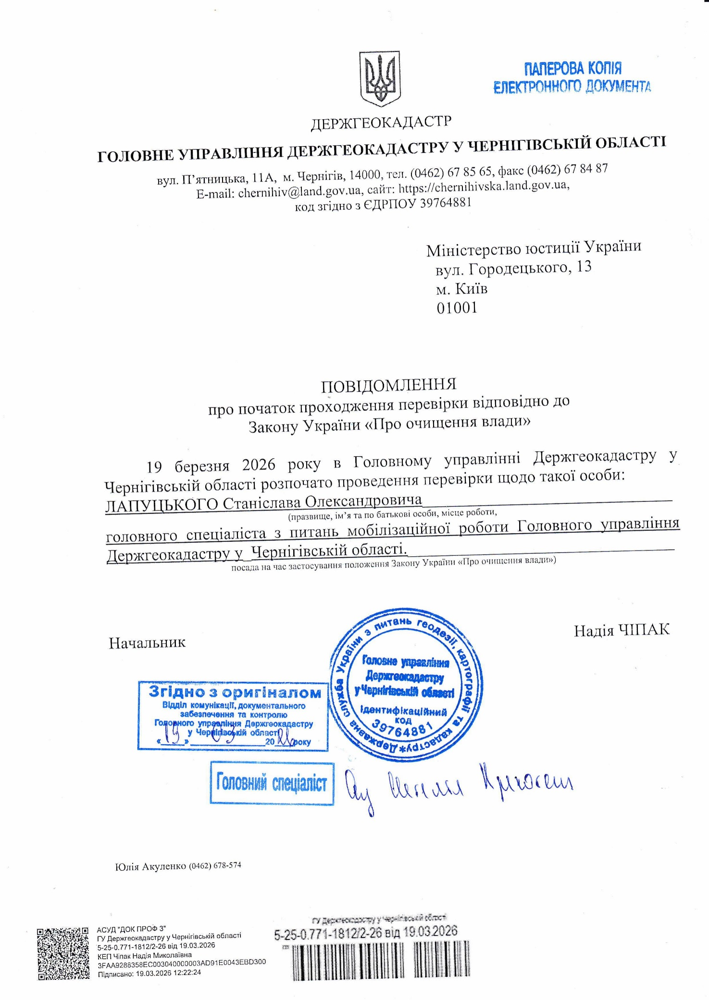 ПАПЕРОВА КОПІЯ
ЕЛЕКТРОННОГО ДОКУМЕНТА
ДЕРЖГЕОКАДАСТР
ГОЛОВНЕ УПРАВЛІННЯ ДЕРЖГЕОКАДАСТРУ У ЧЕРНІГІВСЬКІЙ ОБЛАСТІ
вул. П’ятницька, 11А, м. Чернігів, 14000, тел. (0462) 67 85 65, факс (0462) 67 84 87
E-mail: chernihiv@land.gov.ua, сайт: https://chernihivska.land.gov.ua,
код згідно з ЄДРПОУ 39764881
Міністерство юстиції України
вул. Городецького, 13
м. Київ
01001
ПОВІДОМЛЕННЯ
про початок проходження перевірки відповідно до
Закону України «Про очищення влади»
19 березня 2026 року в Головному управлінні Держгеокадастру у
Чернігівській області розпочато проведення перевірки щодо такої особи:
ЛАПУЦЬКОГО Станіслава Олександровича
(празвище, ім’я та по батькові особи, місце роботи,
головного спеціаліста з питань мобілізаційної роботи Головного управління
Держгеокадастру у Чернігівській області.
посада на час застосування положення Закону України «Про очищення влади»)
Начальник
Надія ЧІПАК
Державна служба України з питань геодезії, картографії та кадастру*
Головне управління
Держгеокадастру
у Чернігівській області
Ідентифікаційний
код
39764881
Згідно з оригіналом
Відділ комунікації, документального
забезпечення та контролю
Головного управління Держгеокадастру
у Чернігівській області
«19» 03 2026 року
Головний спеціаліст
Юлія Акуленко (0462) 678-574
АСУД "ДОК ПРОФ 3"
ГУ Держгеокадастру у Чернігівській області
5-25-0.771-1812/2-26 від 19.03.2026
КЕП Чіпак Надія Миколаївна
3FAA9288358EC003040000003AD91E0043EBD300
Підписано: 19.03.2026 12:22:24
ГУ Держгеокадастру у Чернігівській області
5-25-0.771-1812/2-26 від 19.03.2026